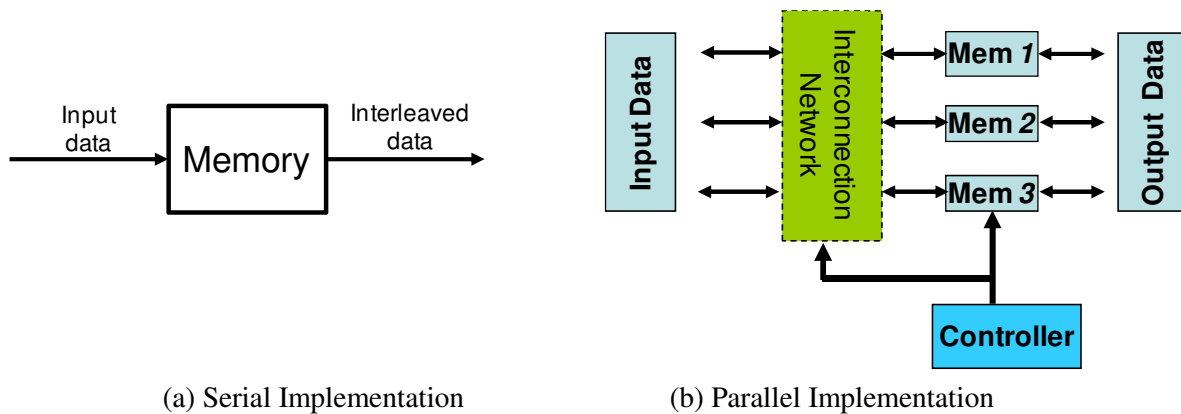 Input
data
Memory
Interleaved
data
Input Data
Interconnection
Network
Mem 1
Mem 2
Mem 3
Output Data
Controller
(a) Serial Implementation
(b) Parallel Implementation